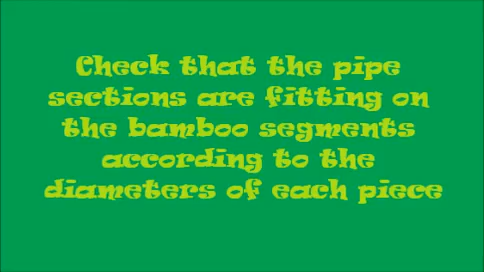 Check that the pipe
sections are fitting on
the bamboo segments
according to the
diameters of each piece